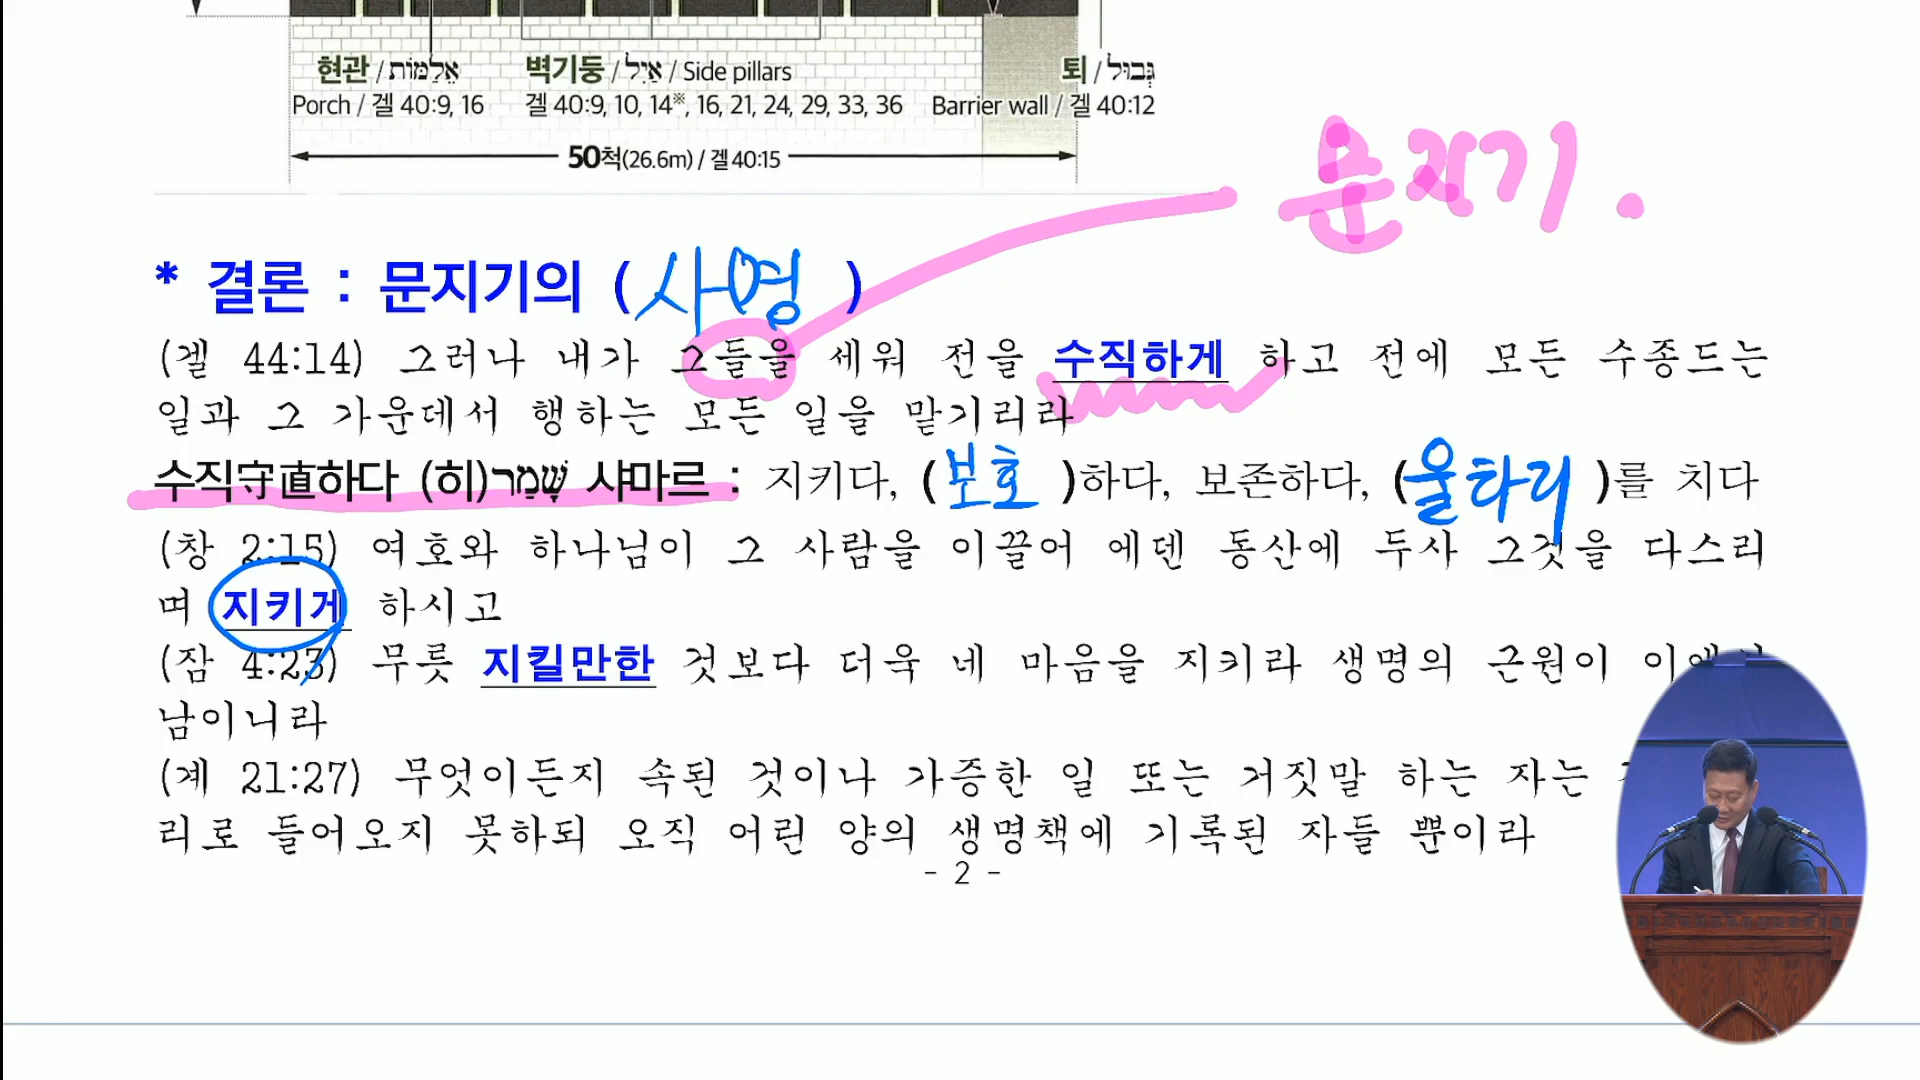 현관 / אֵלַמּוֹת 벽기둥 / אַיִל / Side pillars 퇴 / גְּבוּל
Porch / 겔 40:9, 16 겔 40:9, 10, 14※, 16, 21, 24, 29, 33, 36 Barrier wall / 겔 40:12
50척(26.6m) / 겔 40:15
문지기.
* 결론 : 문지기의 ( 사명 )
(겔 44:14) 그러나 내가 그들을 세워 전을 수직하게 하고 전에 모든 수종드는
일과 그 가운데서 행하는 모든 일을 맡기리라
수직守直하다 (히)שָׁמַר 샤마르 : 지키다, ( 보호 )하다, 보존하다, ( 울타리 )를 치다
(창 2:15) 여호와 하나님이 그 사람을 이끌어 에덴 동산에 두사 그것을 다스리
며 지키게 하시고
(잠 4:23) 무릇 지킬만한 것보다 더욱 네 마음을 지키라 생명의 근원이
남이니라
(계 21:27) 무엇이든지 속된 것이나 가증한 일 또는 거짓말 하는 자는
리로 들어오지 못하되 오직 어린 양의 생명책에 기록된 자들 뿐이라
- 2 -